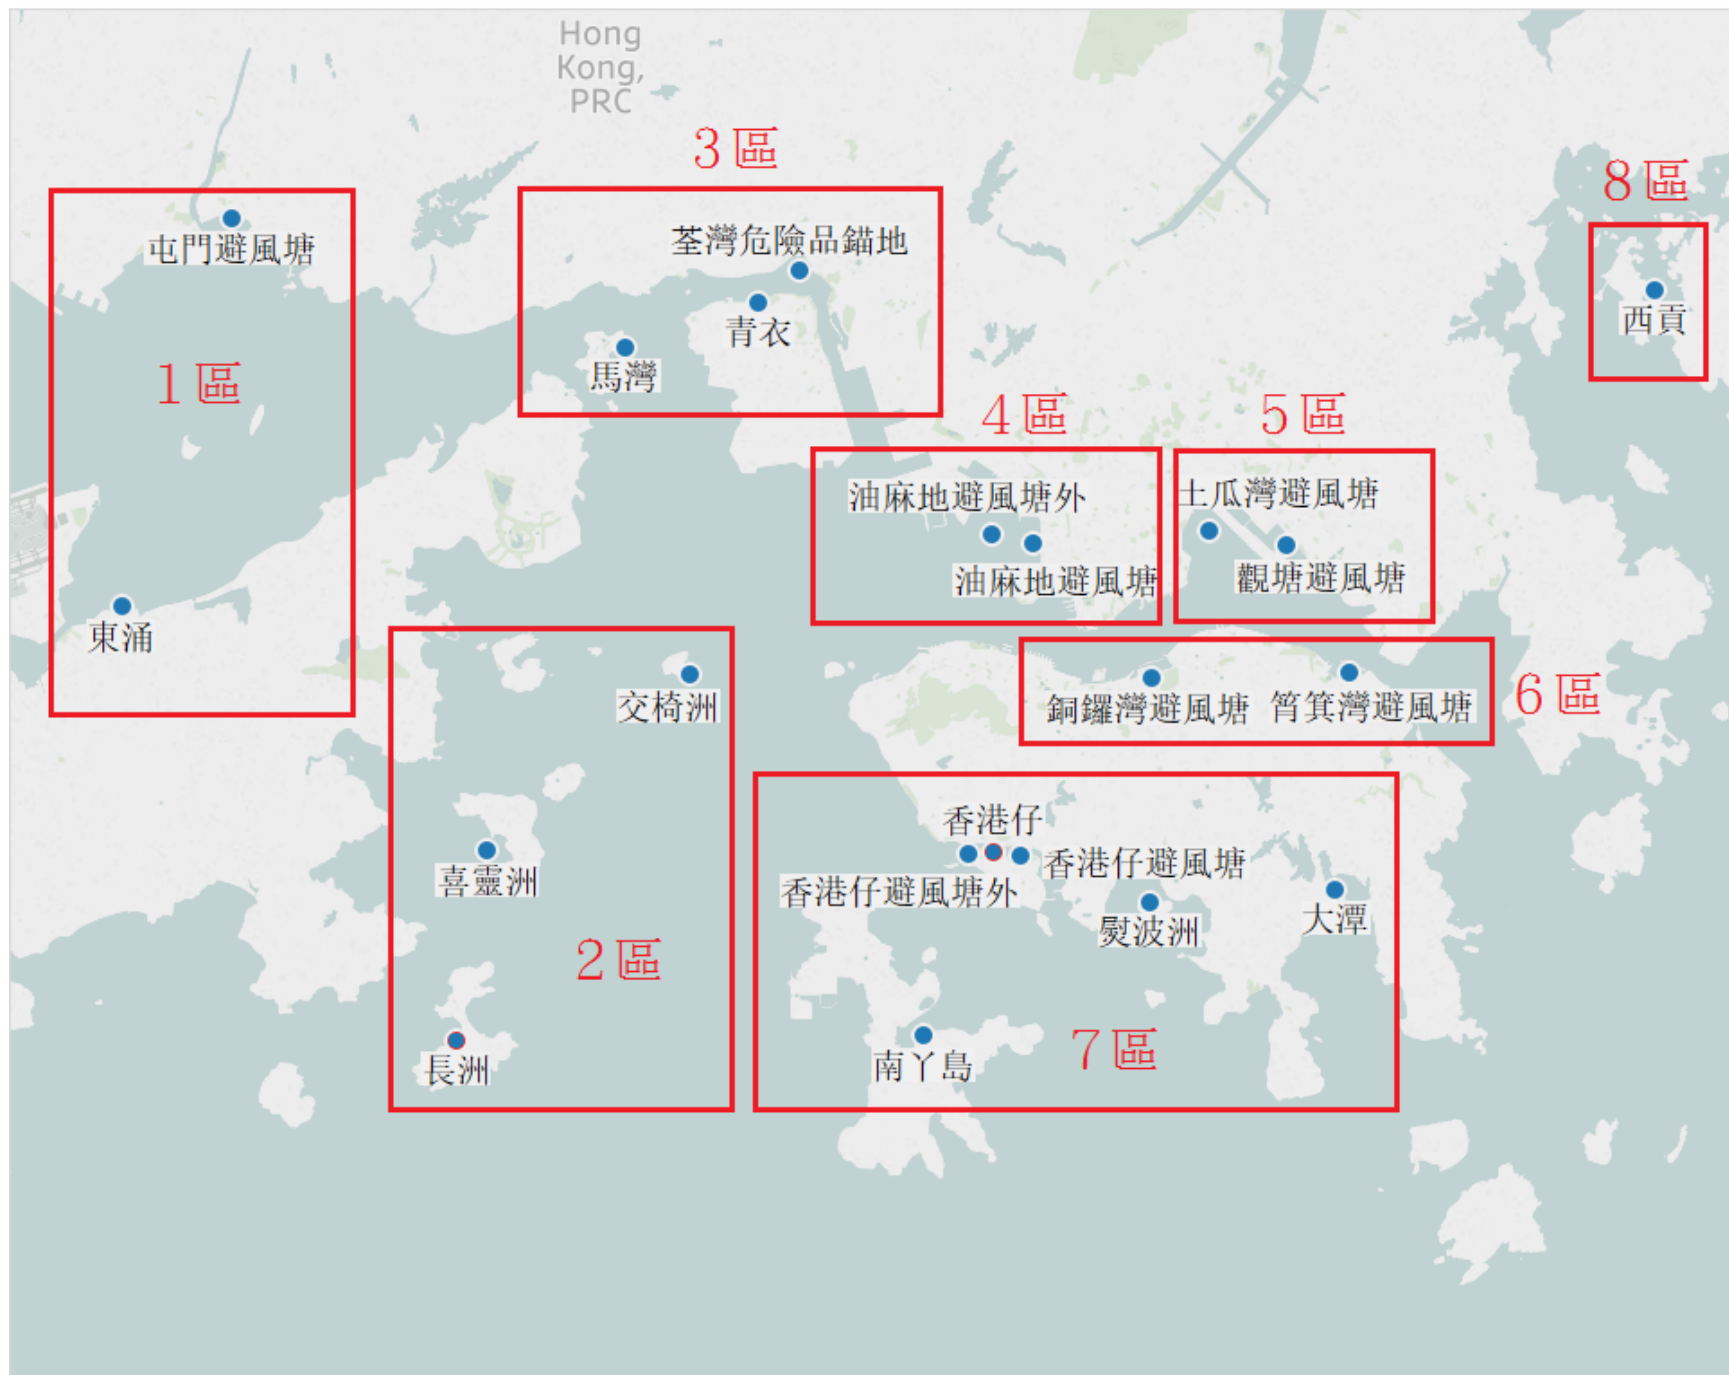 Hong
Kong,
PRC
3區
8區
屯門避風塘
荃灣危險品錨地
青衣
西貢
馬灣
1區
4區
5區
油麻地避風塘外
土瓜灣避風塘
油麻地避風塘
觀塘避風塘
東涌
交椅洲
銅鑼灣避風塘
筲箕灣避風塘
6區
香港仔
香港仔避風塘
喜靈洲
香港仔避風塘外
熨波洲
大潭
2區
7區
長洲
南丫島